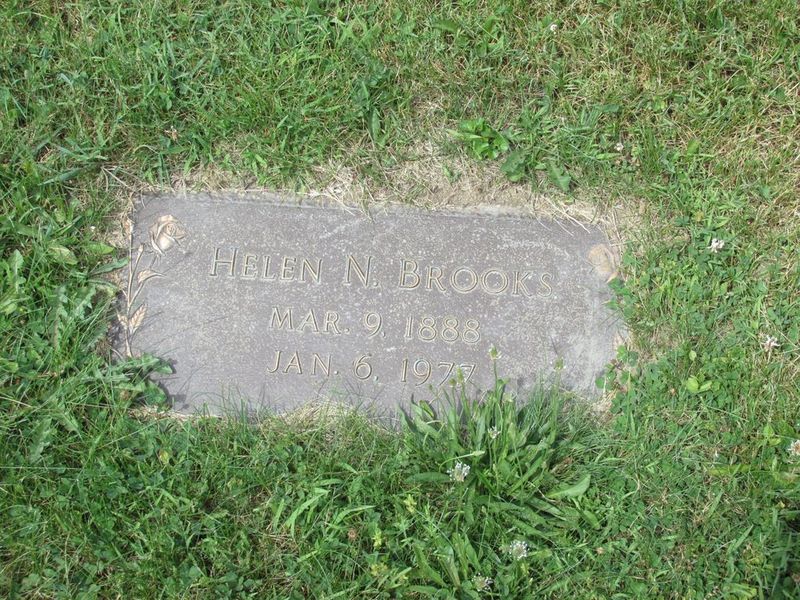 Helen N. Brooks
Mar. 9, 1888
Jan. 6, 1977